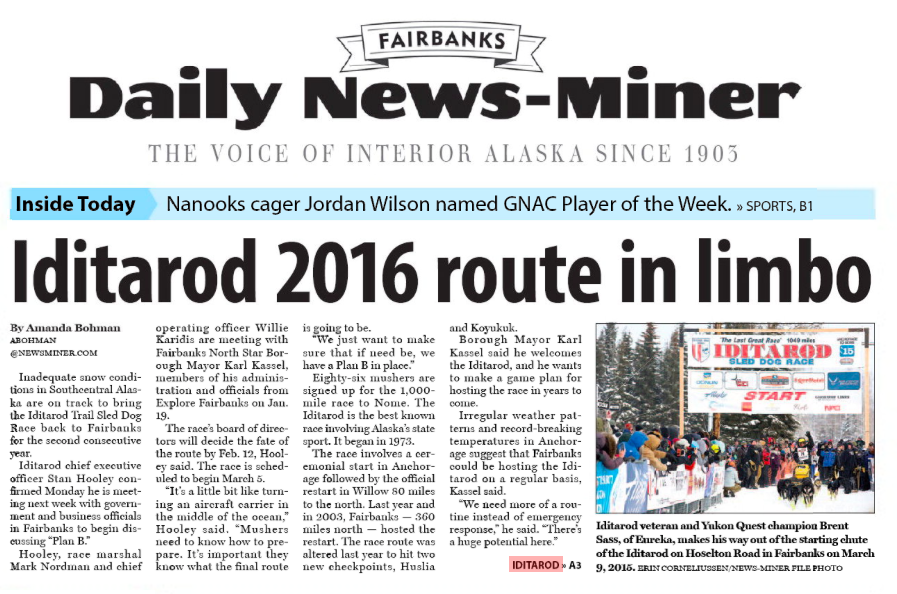 FAIRBANKS
Daily News-Miner
THE VOICE OF INTERIOR ALASKA SINCE 1903
Inside Today Nanooks cager Jordan Wilson named GNAC Player of the Week. » SPORTS, B1
Iditarod 2016 route in limbo
By Amanda Bohman
ABOHMAN
@NEWSMINER.COM
Inadequate snow condi-
tions in Southcentral Alas-
ka are on track to bring
the Iditarod Trail Sled Dog
Race back to Fairbanks
for the second consecutive
year.
Iditarod chief executive
officer Stan Hooley con-
firmed Monday he is meet-
ing next week with govern-
ment and business officials
in Fairbanks to begin dis-
cussing “Plan B.”
Hooley, race marshal
Mark Nordman and chief
operating officer Willie
Karidis are meeting with
Fairbanks North Star Bor-
ough Mayor Karl Kassel,
members of his adminis-
tration and officials from
Explore Fairbanks on Jan.
19.
The race’s board of direc-
tors will decide the fate of
the route by Feb. 12, Hool-
ey said. The race is sched-
uled to begin March 5.
“It’s a little bit like turn-
ing an aircraft carrier in
the middle of the ocean,”
Hooley said. “Mushers
need to know how to pre-
pare. It’s important they
know what the final route
is going to be.
“We just want to make
sure that if need be, we
have a Plan B in place.”
Eighty-six mushers are
signed up for the 1,000-
mile race to Nome. The
Iditarod is the best known
race involving Alaska’s state
sport. It began in 1973.
The race involves a cer-
emonial start in Anchor-
age followed by the official
restart in Willow 80 miles
to the north. Last year and
in 2003, Fairbanks — 360
miles north — hosted the
restart. The race route was
altered last year to hit two
new checkpoints, Huslia
and Koyukuk.
Borough Mayor Karl
Kassel said he welcomes
the Iditarod, and he wants
to make a game plan for
hosting the race in years to
come.
Irregular weather pat-
terns and record-breaking
temperatures in Anchor-
age suggest that Fairbanks
could be hosting the Idi-
tarod on a regular basis,
Kassel said.
“We need more of a rou-
tine instead of emergency
response,” he said. “There’s
a huge potential here.”
IDITAROD » A3
"The Last Great Race" 1049 miles
IDITAROD
SLED DOG RACE
15
START
Iditarod veteran and Yukon Quest champion Brent
Sass, of Eureka, makes his way out of the starting chute
of the Iditarod on Hoselton Road in Fairbanks on March
9, 2015. ERIN CORNELIUSSEN/NEWS-MINER FILE PHOTO